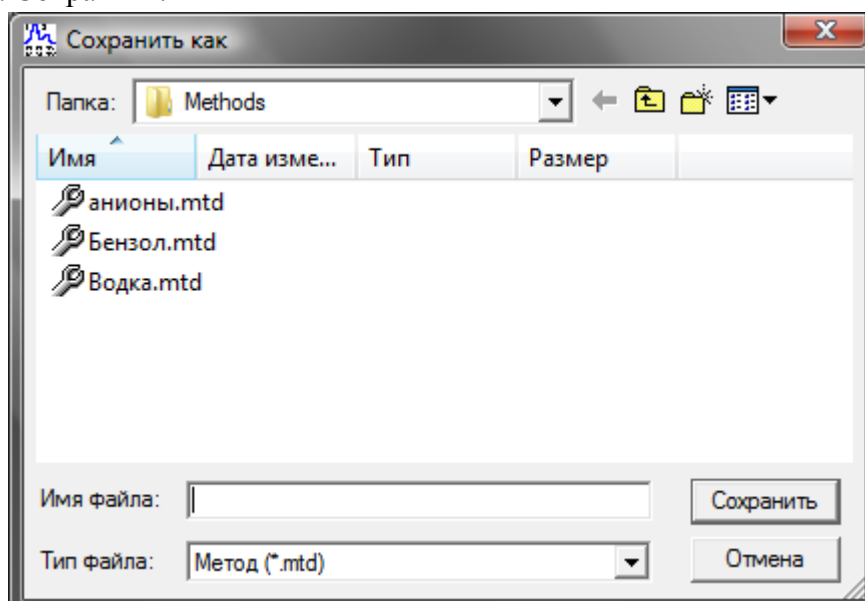 Сохранить как
Папка: Methods
Имя Дата изме... Тип Размер
анионы.mtd
Бензол.mtd
Водка.mtd
Имя файла: Сохранить
Тип файла: Метод (*.mtd) Отмена